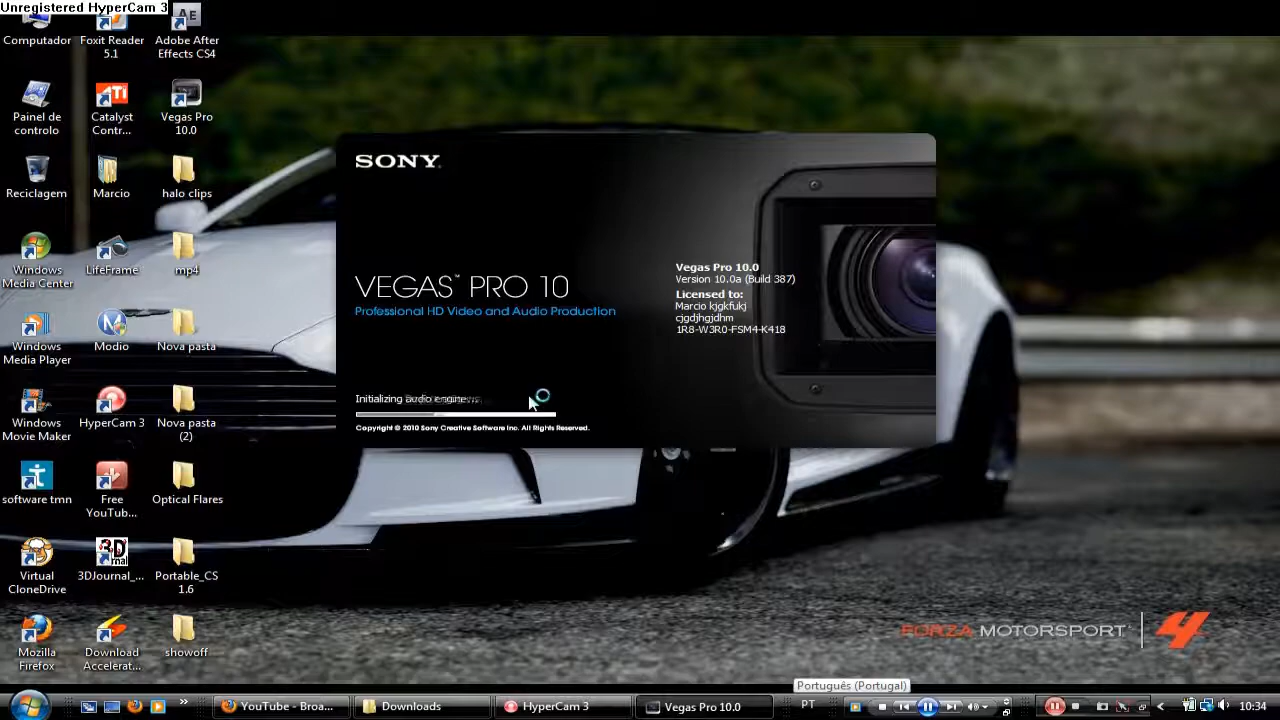 Unregistered HyperCam 3
Computador
Foxit Reader
5.1
Adobe After
Effects CS4
Painel de
controlo
Catalyst
Contr...
Vegas Pro
10.0
Reciclagem
Marcio
halo clips
Windows
Media Center
LifeFrame
mp4
Windows
Media Player
Modio
Nova pasta
Windows
Movie Maker
HyperCam 3
Nova pasta
(2)
software tmn
Free
YouTub...
Optical Flares
Virtual
CloneDrive
3DJournal_...
Portable_CS
1.6
Mozilla
Firefox
Download
Accelerat...
showoff
SONY
VEGAS™ PRO 10
Professional HD Video and Audio Production
Vegas Pro 10.0
Version 10.0a (Build 387)
Licensed to:
Marcio kjgkfukj
cjgdjhgjdhm
1R8-W3R0-FSM4-K418
Initializing audio engine...
Copyright © 2010 Sony Creative Software Inc. All Rights Reserved.
FORZA MOTORSPORT 4
Português (Portugal)
YouTube - Broa...
Downloads
HyperCam 3
Vegas Pro 10.0
PT
10:34